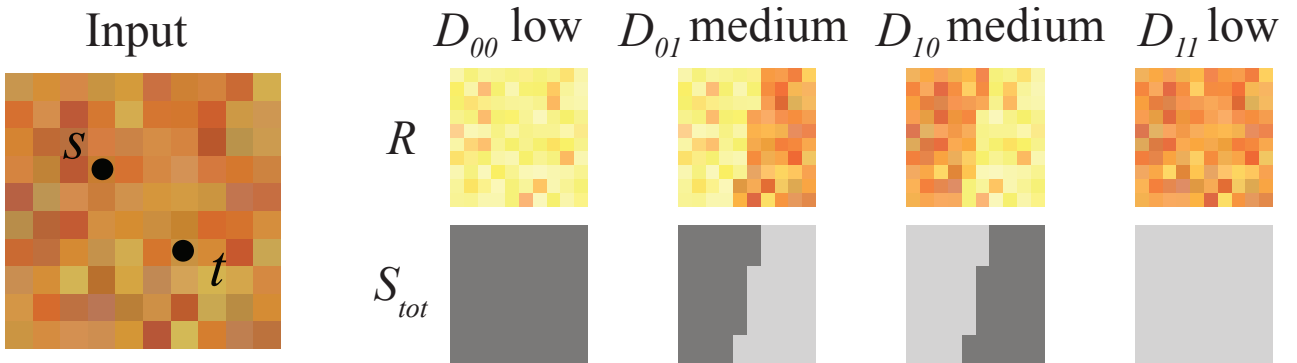 Input
D00 low
D01 medium
D10 medium
D11 low
s
R
t
Stot